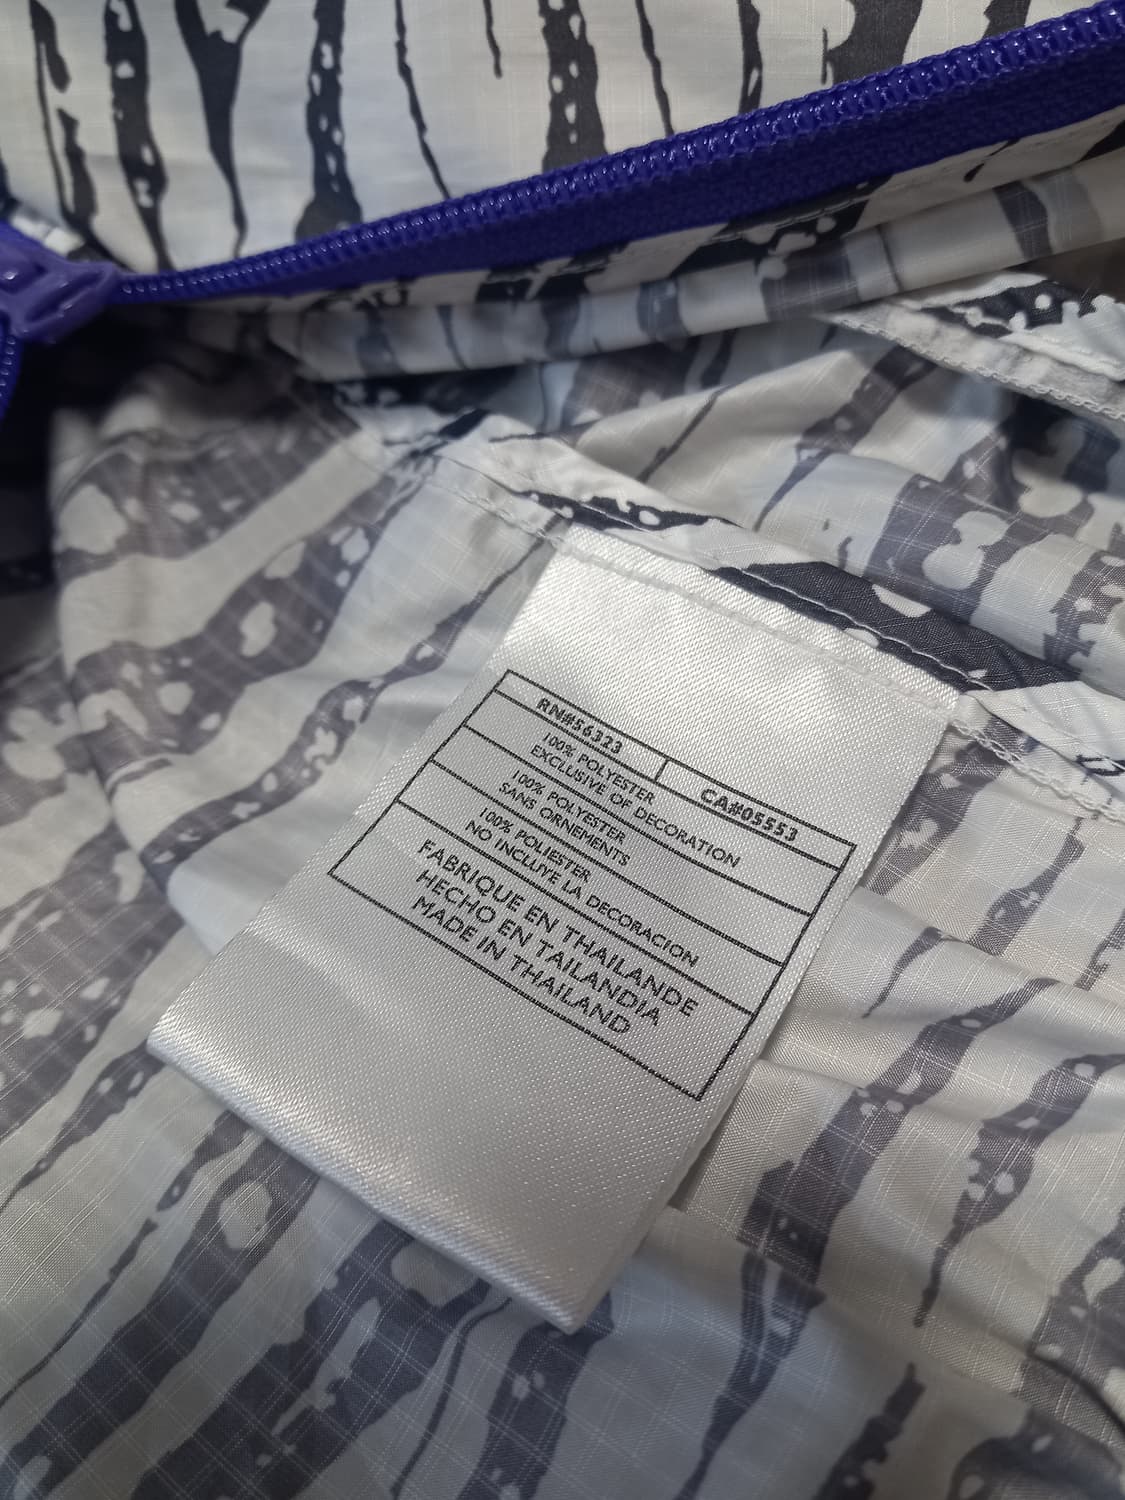 RN#56323 CA#05553
100% POLYESTER
EXCLUSIVE OF DECORATION
100% POLYESTER
SANS ORNEMENTS
100% POLIESTER
NO INCLUYE LA DECORACION
FABRIQUE EN THAILANDE
HECHO EN TAILANDIA
MADE IN THAILAND